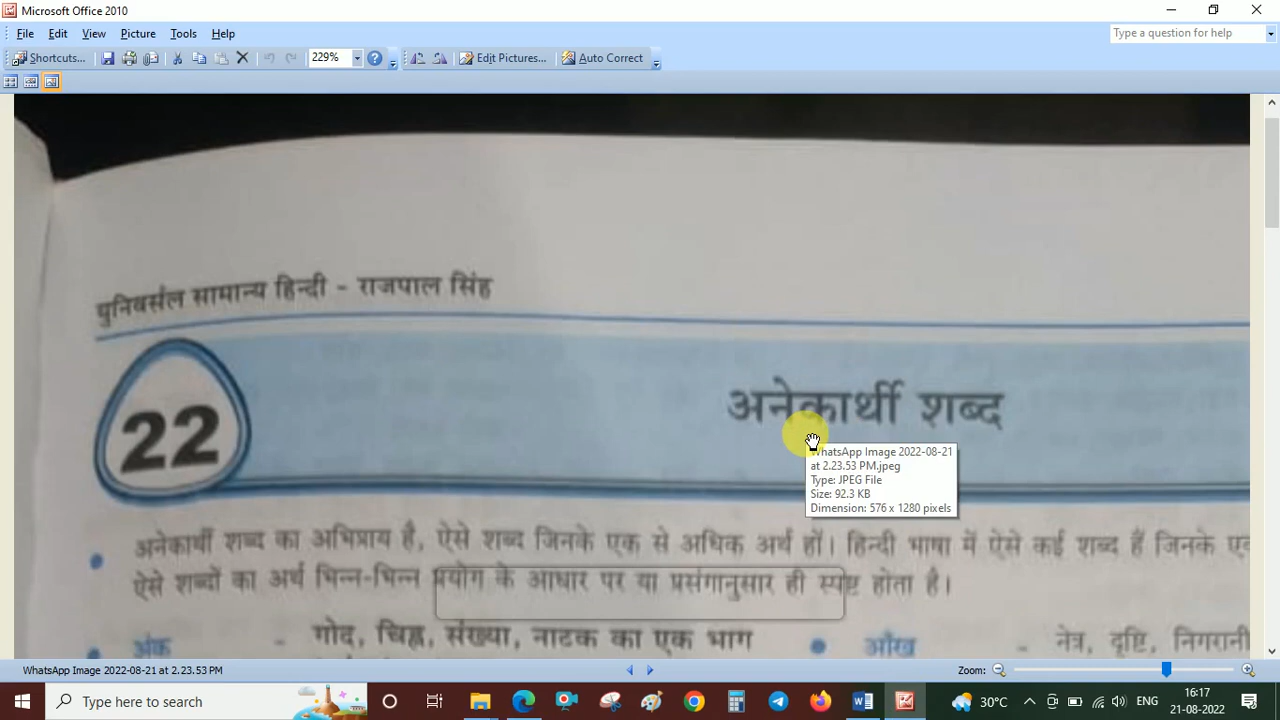 Microsoft Office 2010
File Edit View Picture Tools Help
Type a question for help
Shortcuts...
229%
Edit Pictures...
Auto Correct
युनिवर्सल सामान्य हिन्दी - राजपाल सिंह
22
अनेकार्थी शब्द
WhatsApp Image 2022-08-21
at 2.23.53 PM.jpeg
Type: JPEG File
Size: 92.3 KB
Dimension: 576 x 1280 pixels
अनेकार्थी शब्द का अभिप्राय है, ऐसे शब्द जिनके एक से अधिक अर्थ हों। हिन्दी भाषा में ऐसे कई शब्द हैं जिनके
ऐसे शब्दों का अर्थ भिन्न-भिन्न प्रयोग के आधार पर या प्रसंगानुसार ही स्पष्ट होता है।
अंक - गोद, चिह्न, संख्या, नाटक का एक भाग
आँख - नेत्र, दृष्टि, निगरानी
WhatsApp Image 2022-08-21 at 2.23.53 PM
Zoom:
Type here to search
30°C
ENG
16:17
21-08-2022